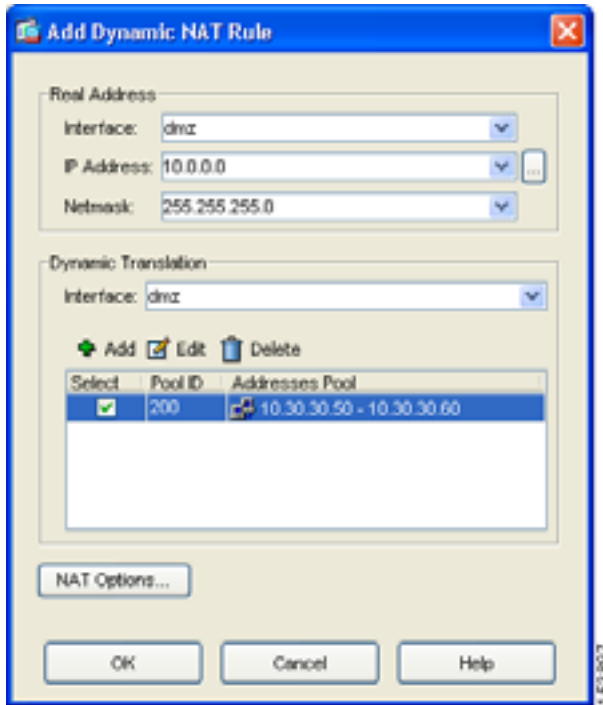 Add Dynamic NAT Rule
Real Address
Interface: dmz
IP Address: 10.0.0.0 ...
Netmask: 255.255.255.0
Dynamic Translation
Interface: dmz
Add Edit Delete
Select Pool ID Addresses Pool
200 10.30.30.50 - 10.30.30.60
NAT Options...
OK Cancel Help
153897